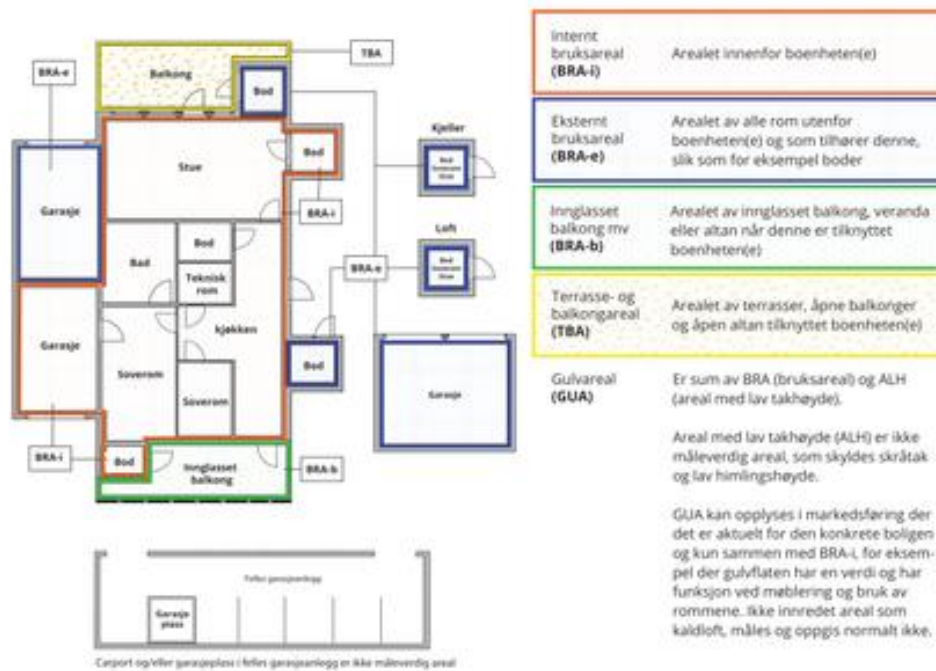 TBA
BRA-e
Balkong
Bod
Kjeller
Stue
Bod
Garasje
BRA-i
Loft
Bod
Bad
Teknisk
rom
BRA-e
kjøkken
Garasje
Soverom
Bod
Garasje
Soverom
BRA-i
Bod
Innglasset
balkong
BRA-b
Felles garasjeanlegg
Garasje
plass
Carport og/eller garasjeplass i felles garasjeanlegg er ikke måleverdig areal
Internt
bruksareal
(BRA-i)
Arealet innenfor boenheten(e)
Eksternt
bruksareal
(BRA-e)
Arealet av alle rom utenfor
boenheten(e) og som tilhører denne,
slik som for eksempel boder
Innglasset
balkong mv
(BRA-b)
Arealet av innglasset balkong, veranda
eller altan når denne er tilknyttet
boenheten(e)
Terrasse- og
balkongareal
(TBA)
Arealet av terrasser, åpne balkonger
og åpen altan tilknyttet boenheten(e)
Gulvareal
(GUA)
Er sum av BRA (bruksareal) og ALH
(areal med lav takhøyde).
Areal med lav takhøyde (ALH) er ikke
måleverdig areal, som skyldes skråtak
og lav himlingshøyde.
GUA kan opplyses i markedsføring der
det er aktuelt for den konkrete boligen
og kun sammen med BRA-i, for eksem-
pel der gulvflaten har en verdi og har
funksjon ved møblering og bruk av
rommene. Ikke innredet areal som
kaldloft, måles og oppgis normalt ikke.